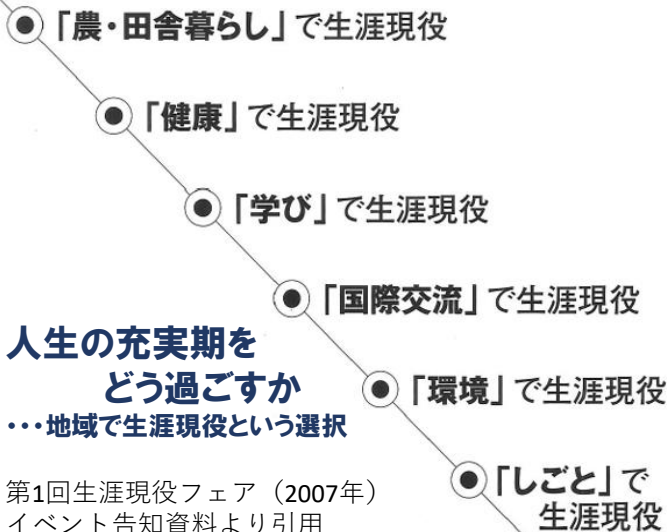 「農・田舎暮らし」で生涯現役
「健康」で生涯現役
「学び」で生涯現役
「国際交流」で生涯現役
「環境」で生涯現役
「しごと」で
生涯現役
人生の充実期を
どう過ごすか
・・・地域で生涯現役という選択
第1回生涯現役フェア（2007年）
イベント告知資料より引用